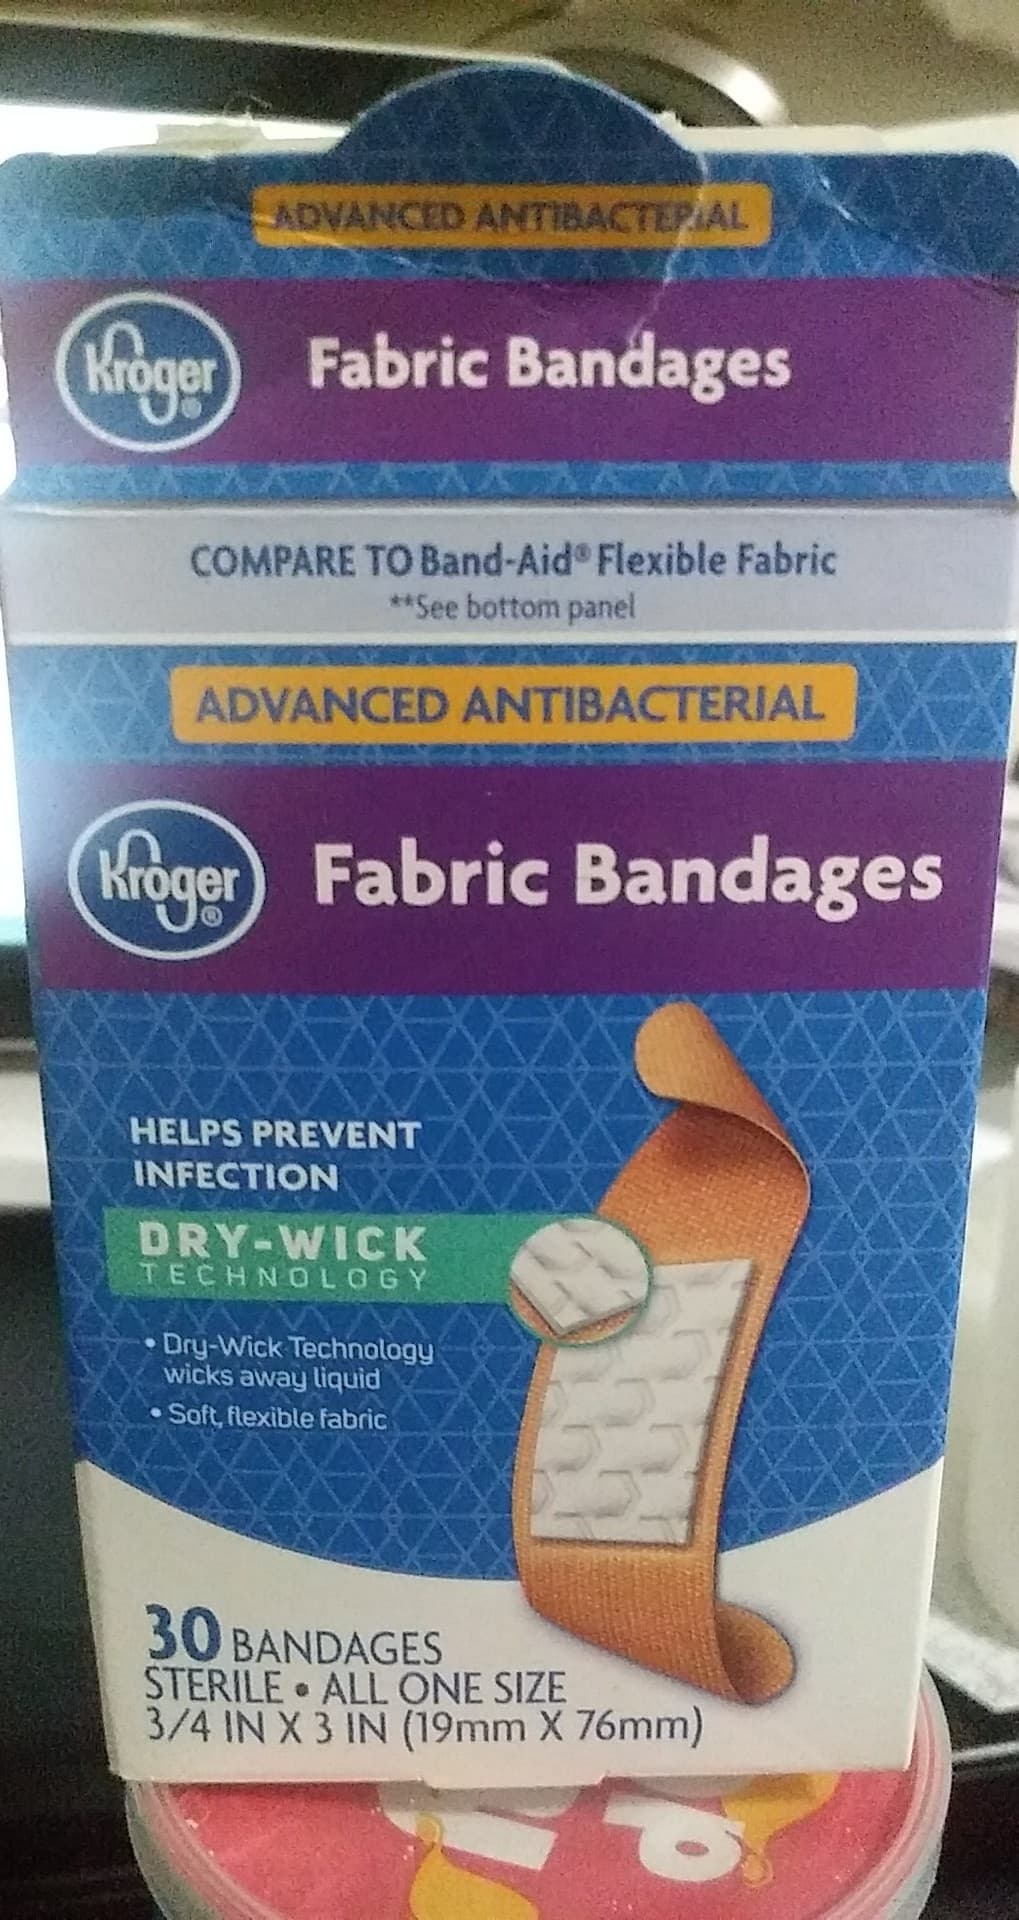 ADVANCED ANTIBACTERIAL
Kroger®
Fabric Bandages
COMPARE TO Band-Aid® Flexible Fabric
**See bottom panel
ADVANCED ANTIBACTERIAL
Kroger®
Fabric Bandages
HELPS PREVENT
INFECTION
DRY-WICK
TECHNOLOGY
• Dry-Wick Technology
wicks away liquid
• Soft, flexible fabric
30 BANDAGES
STERILE • ALL ONE SIZE
3/4 IN X 3 IN (19mm X 76mm)